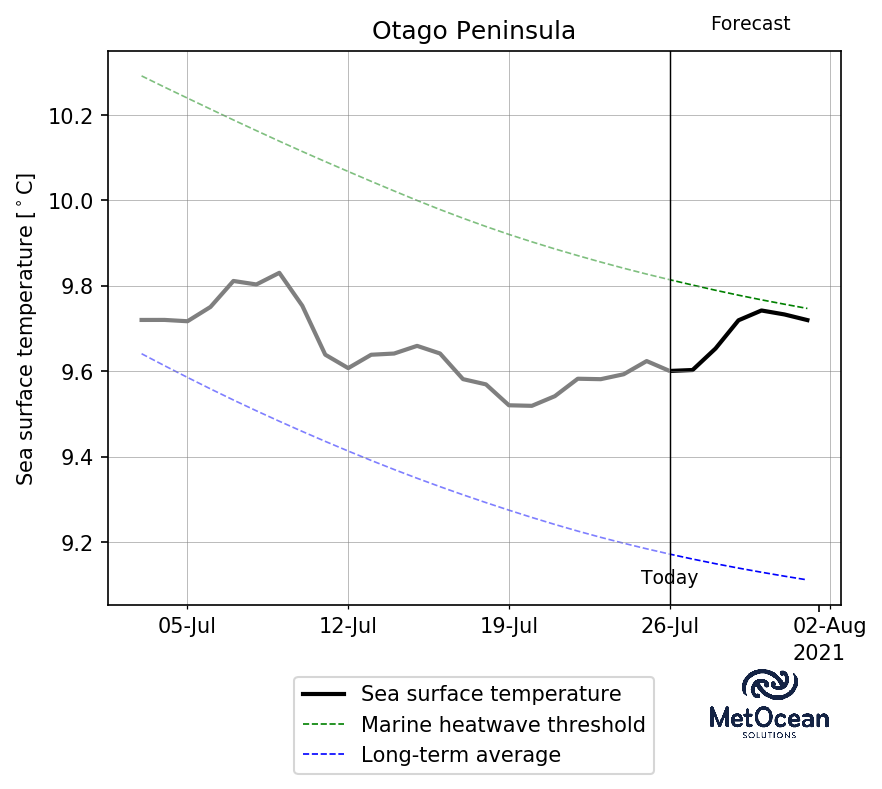 Otago Peninsula
Forecast
Sea surface temperature [°C]
10.2
10.0
9.8
9.6
9.4
9.2
Today
05-Jul
12-Jul
19-Jul
26-Jul
02-Aug
2021
Sea surface temperature
Marine heatwave threshold
Long-term average
MetOcean
SOLUTIONS